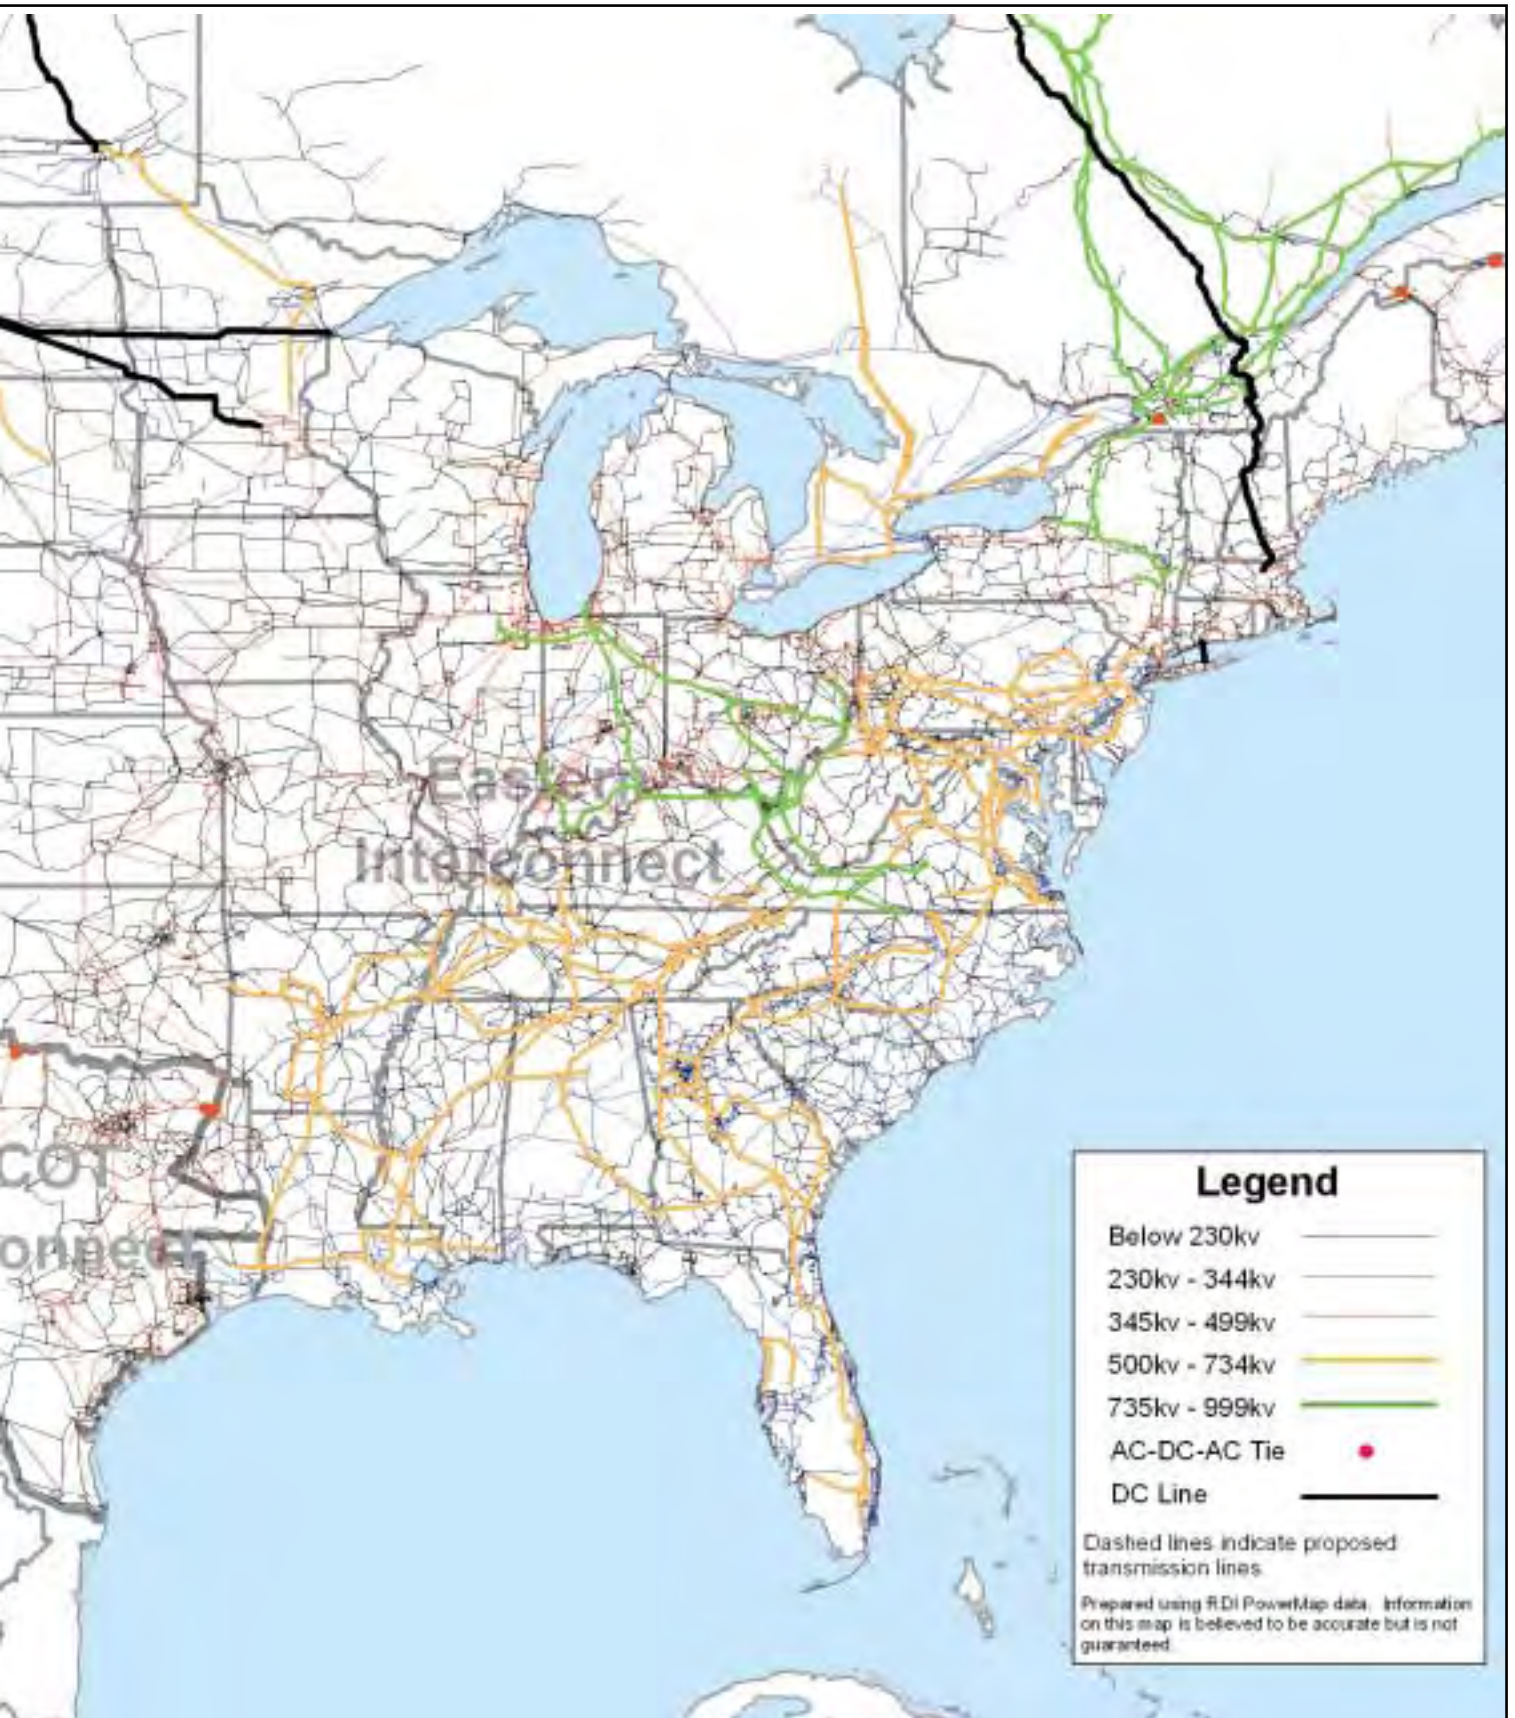 Eastern
Interconnect
COT
onnect
Legend
Below 230kv
230kv - 344kv
345kv - 499kv
500kv - 734kv
735kv - 999kv
AC-DC-AC Tie
DC Line
Dashed lines indicate proposed
transmission lines
Prepared using RDI PowerMap data. Information
on this map is believed to be accurate but is not
guaranteed.